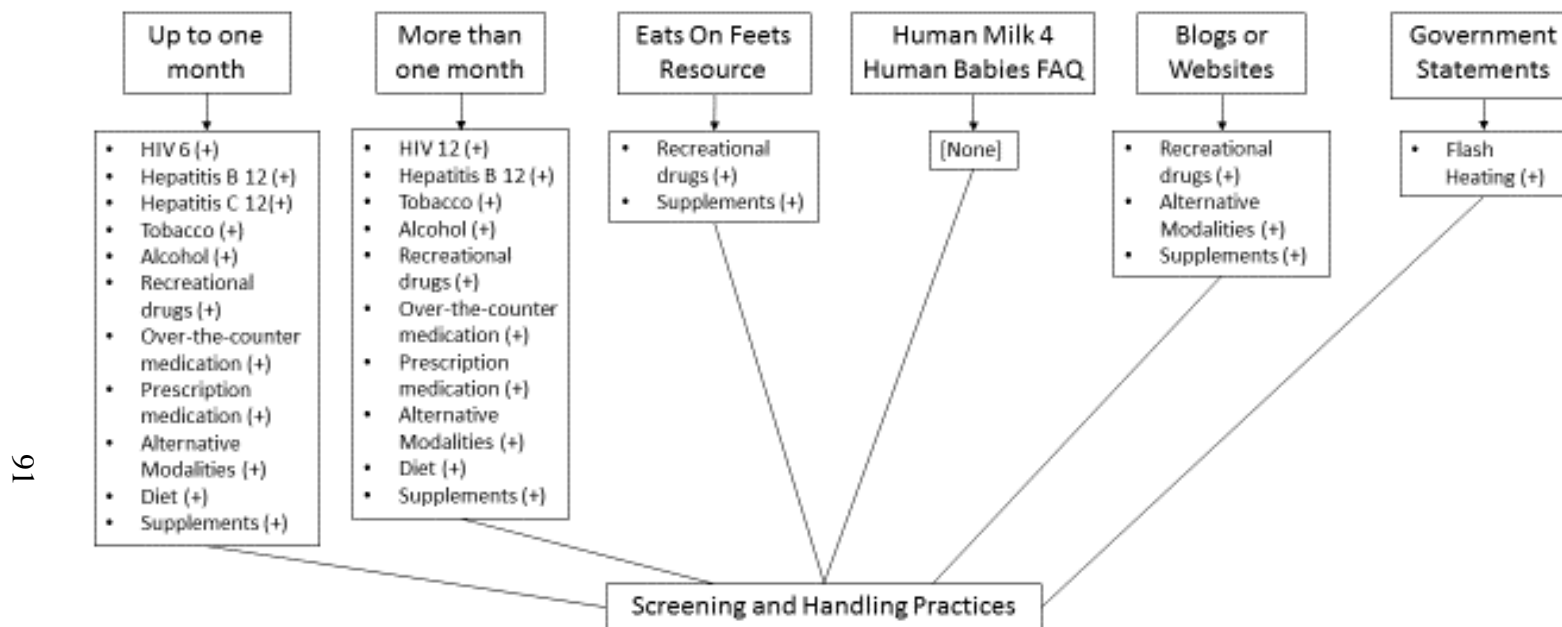 Up to one
month
More than
one month
Eats On Feets
Resource
Human Milk 4
Human Babies FAQ
Blogs or
Websites
Government
Statements
• HIV 6 (+)
• Hepatitis B 12 (+)
• Hepatitis C 12(+)
• Tobacco (+)
• Alcohol (+)
• Recreational
drugs (+)
• Over-the-counter
medication (+)
• Prescription
medication (+)
• Alternative
Modalities (+)
• Diet (+)
• Supplements (+)
• HIV 12 (+)
• Hepatitis B 12 (+)
• Tobacco (+)
• Alcohol (+)
• Recreational
drugs (+)
• Over-the-counter
medication (+)
• Prescription
medication (+)
• Alternative
Modalities (+)
• Diet (+)
• Supplements (+)
• Recreational
drugs (+)
• Supplements (+)
[None]
• Recreational
drugs (+)
• Alternative
Modalities (+)
• Supplements (+)
• Flash
Heating (+)
Screening and Handling Practices
91